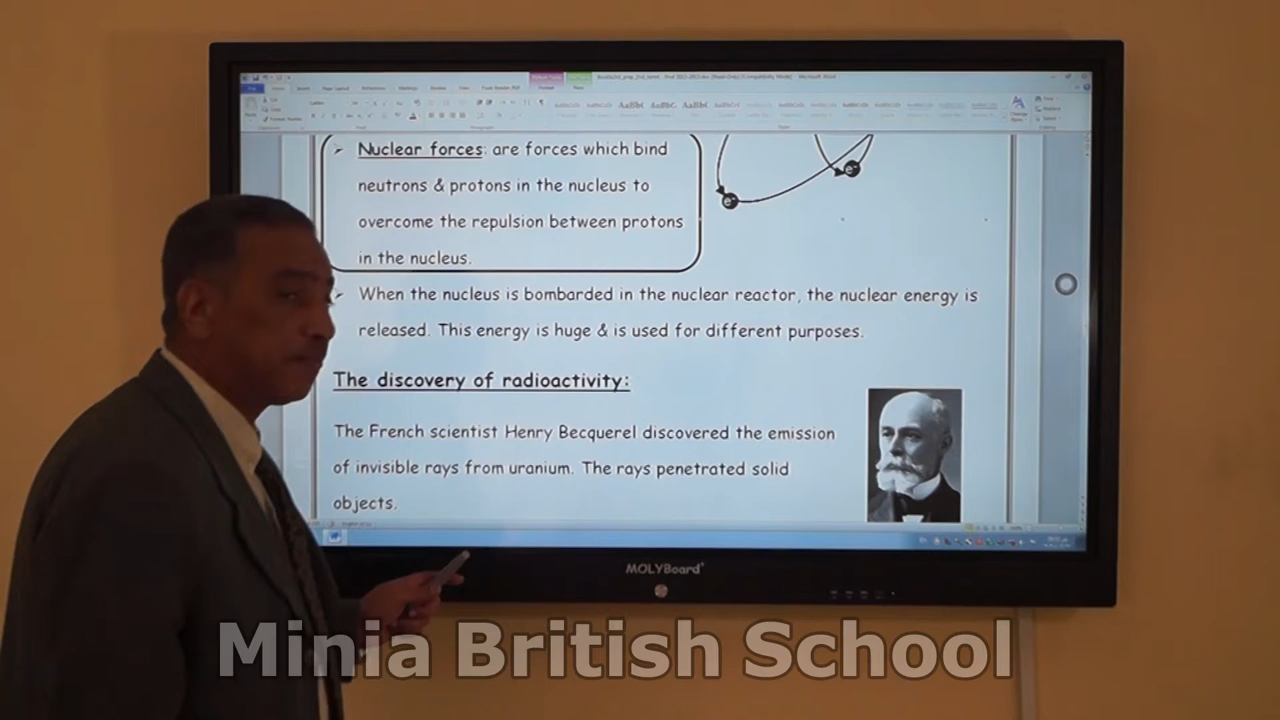 Nuclear forces: are forces which bind
neutrons & protons in the nucleus to
overcome the repulsion between protons
in the nucleus.
e-
e-
When the nucleus is bombarded in the nuclear reactor, the nuclear energy is
released. This energy is huge & is used for different purposes.
The discovery of radioactivity:
The French scientist Henry Becquerel discovered the emission
of invisible rays from uranium. The rays penetrated solid
objects.
MOLYBoard
Minia British School